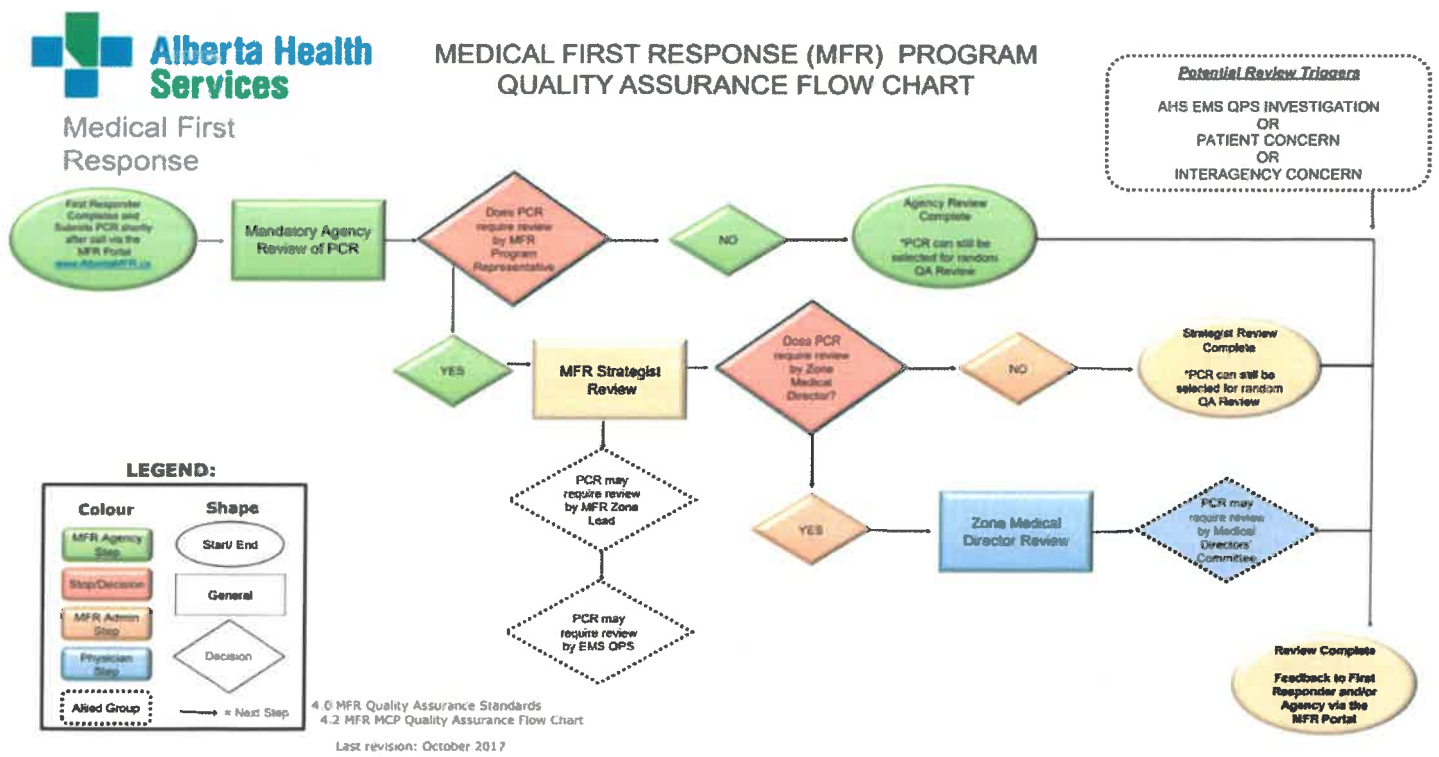 Alberta Health
Services
Medical First
Response
MEDICAL FIRST RESPONSE (MFR) PROGRAM
QUALITY ASSURANCE FLOW CHART
Potential Review Triggers
AHS EMS QPS INVESTIGATION
OR
PATIENT CONCERN
OR
INTERAGENCY CONCERN
First Responder
Completes and
Submits PCR shortly
after call via the
MFR Portal
www.AlbertaMFR.ca
Mandatory Agency
Review of PCR
Does PCR
require review
by MFR
Program
Representative
NO
Agency Review
Complete
*PCR can still be
selected for random
QA Review
YES
MFR Strategist
Review
Does PCR
require review
by Zone
Medical
Director?
NO
Strategist Review
Complete
*PCR can still be
selected for random
QA Review
PCR may
require review
by MFR Zone
Lead
PCR may
require review
by EMS QPS
YES
Zone Medical
Director Review
PCR may
require review
by Medical
Directors'
Committee
Review Complete
Feedback to First
Responder and/or
Agency via the
MFR Portal
LEGEND:
Colour
Shape
MFR Agency
Step
Start/ End
Stop/Decision
General
MFR Admin
Step
Decision
Physician
Step
Allied Group
= Next Step
4.0 MFR Quality Assurance Standards
4.2 MFR MCP Quality Assurance Flow Chart
Last revision: October 2017